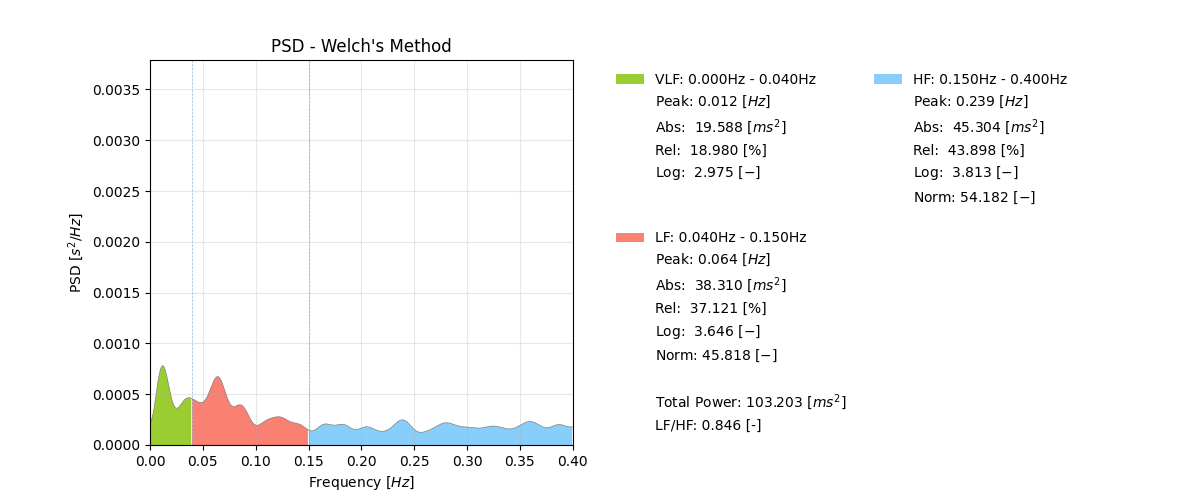 PSD - Welch's Method
PSD [s²/Hz]
0.0035
0.0030
0.0025
0.0020
0.0015
0.0010
0.0005
0.0000
0.00 0.05 0.10 0.15 0.20 0.25 0.30 0.35 0.40
Frequency [Hz]
VLF: 0.000Hz - 0.040Hz
Peak: 0.012 [Hz]
Abs: 19.588 [ms²]
Rel: 18.980 [%]
Log: 2.975 [−]
LF: 0.040Hz - 0.150Hz
Peak: 0.064 [Hz]
Abs: 38.310 [ms²]
Rel: 37.121 [%]
Log: 3.646 [−]
Norm: 45.818 [−]
Total Power: 103.203 [ms²]
LF/HF: 0.846 [-]
HF: 0.150Hz - 0.400Hz
Peak: 0.239 [Hz]
Abs: 45.304 [ms²]
Rel: 43.898 [%]
Log: 3.813 [−]
Norm: 54.182 [−]